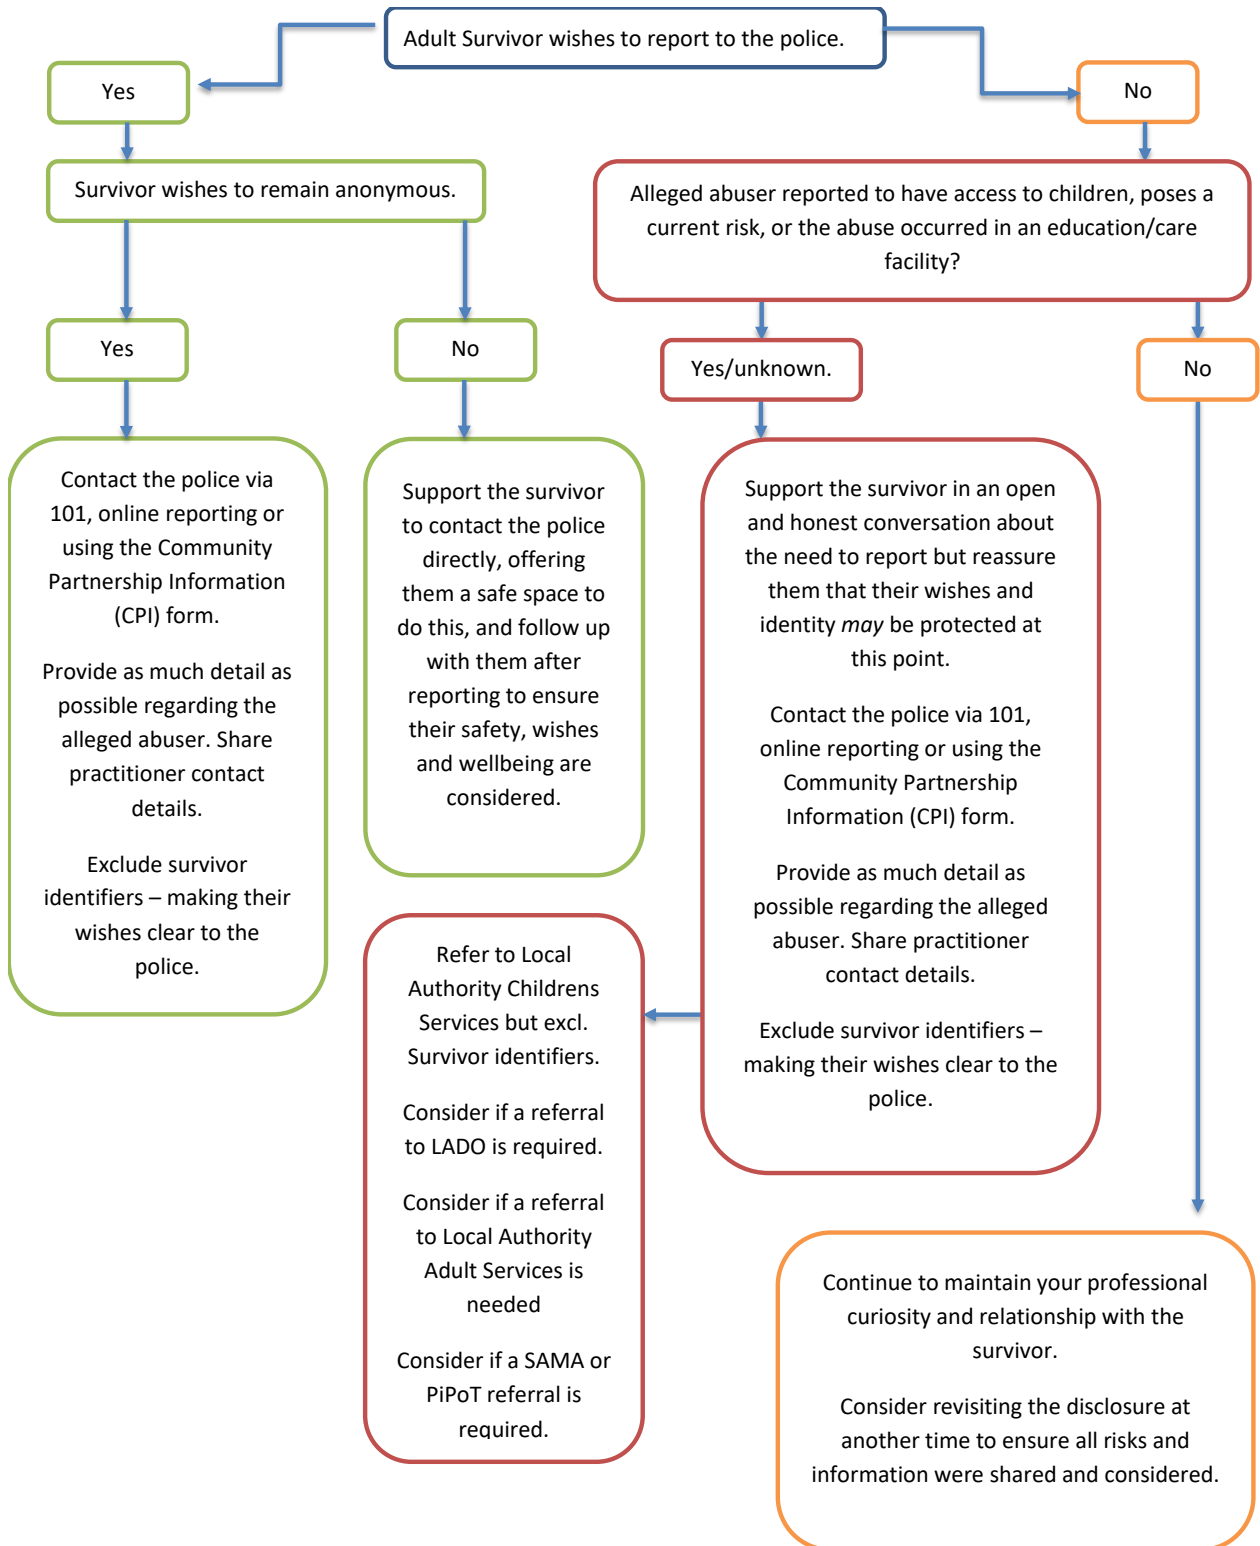 Adult Survivor wishes to report to the police.
Yes
No
Survivor wishes to remain anonymous.
Alleged abuser reported to have access to children, poses a
current risk, or the abuse occurred in an education/care
facility?
Yes
No
Yes/unknown.
No
Contact the police via
101, online reporting or
using the Community
Partnership Information
(CPI) form.
Provide as much detail as
possible regarding the
alleged abuser. Share
practitioner contact
details.
Exclude survivor
identifiers – making their
wishes clear to the
police.
Support the survivor
to contact the police
directly, offering
them a safe space to
do this, and follow up
with them after
reporting to ensure
their safety, wishes
and wellbeing are
considered.
Support the survivor in an open
and honest conversation about
the need to report but reassure
them that their wishes and
identity may be protected at
this point.
Contact the police via 101,
online reporting or using the
Community Partnership
Information (CPI) form.
Provide as much detail as
possible regarding the alleged
abuser. Share practitioner
contact details.
Exclude survivor identifiers –
making their wishes clear to the
police.
Refer to Local
Authority Childrens
Services but excl.
Survivor identifiers.
Consider if a referral
to LADO is required.
Consider if a referral
to Local Authority
Adult Services is
needed
Consider if a SAMA or
PiPoT referral is
required.
Continue to maintain your professional
curiosity and relationship with the
survivor.
Consider revisiting the disclosure at
another time to ensure all risks and
information were shared and considered.